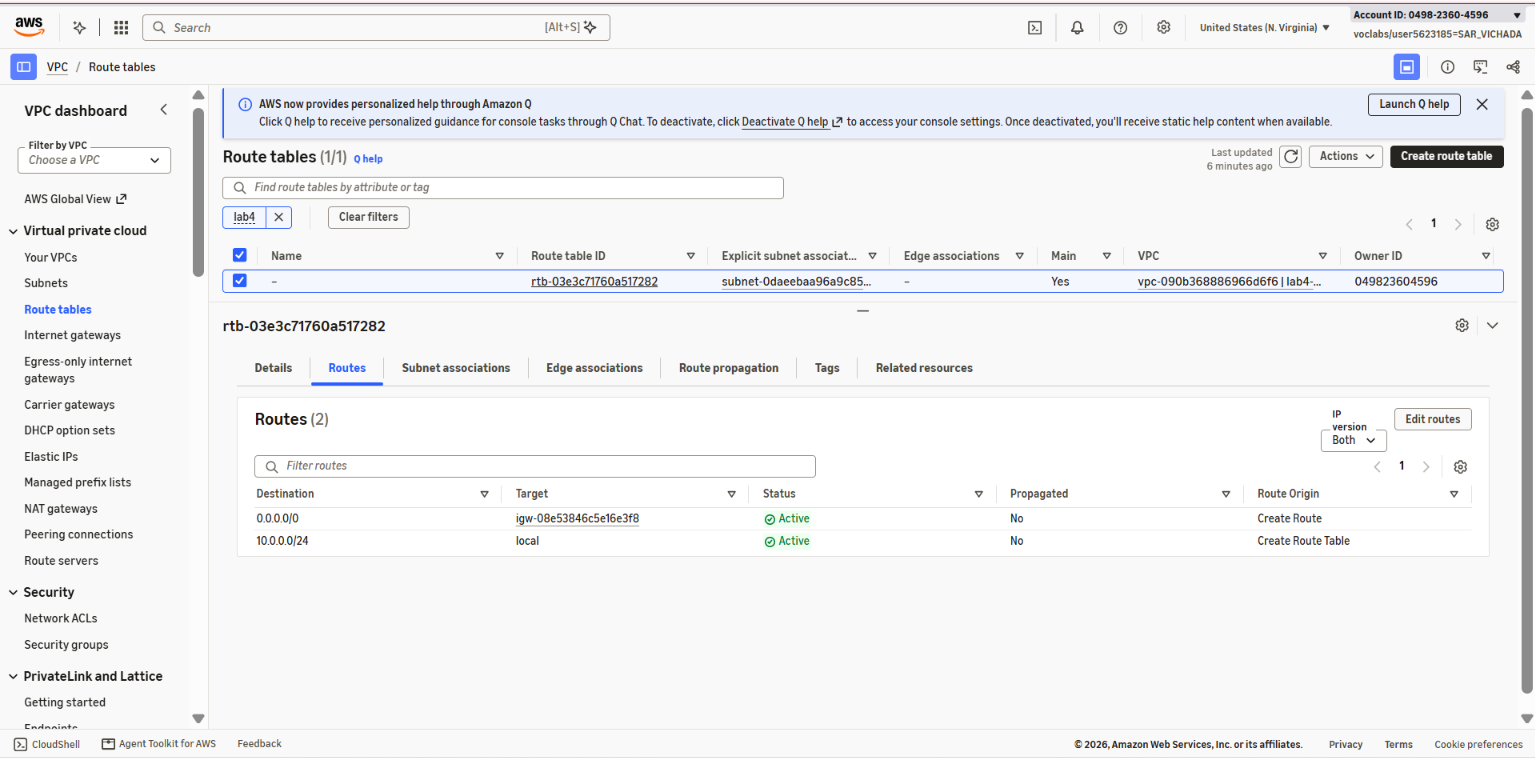 aws
Search [Alt+S]
United States (N. Virginia)
Account ID: 0498-2360-4596
voclabs/user5623185=SAR_VICHADA
VPC / Route tables
VPC dashboard
Filter by VPC
Choose a VPC
AWS Global View
Virtual private cloud
Your VPCs
Subnets
Route tables
Internet gateways
Egress-only internet
gateways
Carrier gateways
DHCP option sets
Elastic IPs
Managed prefix lists
NAT gateways
Peering connections
Route servers
Security
Network ACLs
Security groups
PrivateLink and Lattice
Getting started
Endpoints
AWS now provides personalized help through Amazon Q
Click Q help to receive personalized guidance for console tasks through Q Chat. To deactivate, click Deactivate Q help to access your console settings. Once deactivated, you'll receive static help content when available.
Launch Q help
Route tables (1/1) Q help
Last updated
6 minutes ago
Actions
Create route table
Find route tables by attribute or tag
lab4
Clear filters
1
Name Route table ID Explicit subnet associat... Edge associations Main VPC Owner ID
– rtb-03e3c71760a517282 subnet-0daeebaa96a9c85... – Yes vpc-090b368886966d6f6 | lab4-... 049823604596
rtb-03e3c71760a517282
Details Routes Subnet associations Edge associations Route propagation Tags Related resources
Routes (2)
IP
version
Both
Edit routes
Filter routes
1
Destination Target Status Propagated Route Origin
0.0.0.0/0 igw-08e53846c5e16e3f8 Active No Create Route
10.0.0.0/24 local Active No Create Route Table
CloudShell Agent Toolkit for AWS Feedback
© 2026, Amazon Web Services, Inc. or its affiliates. Privacy Terms Cookie preferences